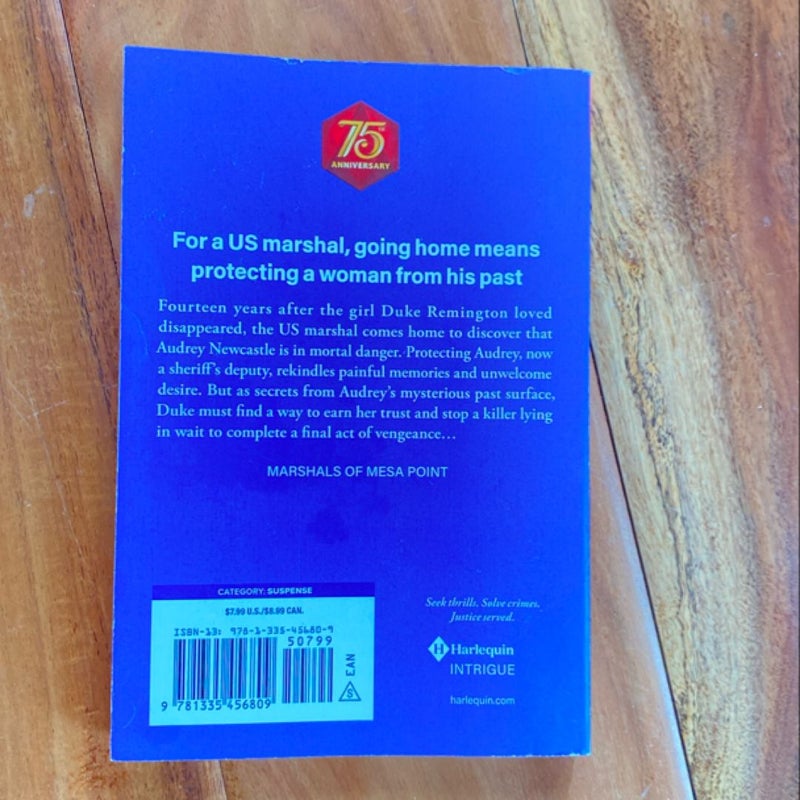 75TH
ANNIVERSARY
For a US marshal, going home means
protecting a woman from his past
Fourteen years after the girl Duke Remington loved
disappeared, the US marshal comes home to discover that
Audrey Newcastle is in mortal danger. Protecting Audrey, now
a sheriff's deputy, rekindles painful memories and unwelcome
desire. But as secrets from Audrey's mysterious past surface,
Duke must find a way to earn her trust and stop a killer lying
in wait to complete a final act of vengeance…
MARSHALS OF MESA POINT
CATEGORY: SUSPENSE
$7.99 U.S./$8.99 CAN.
ISBN-13: 978-1-335-45680-9
50799
EAN
S
9 781335 456809
Seek thrills. Solve crimes.
Justice served.
H Harlequin
INTRIGUE
harlequin.com